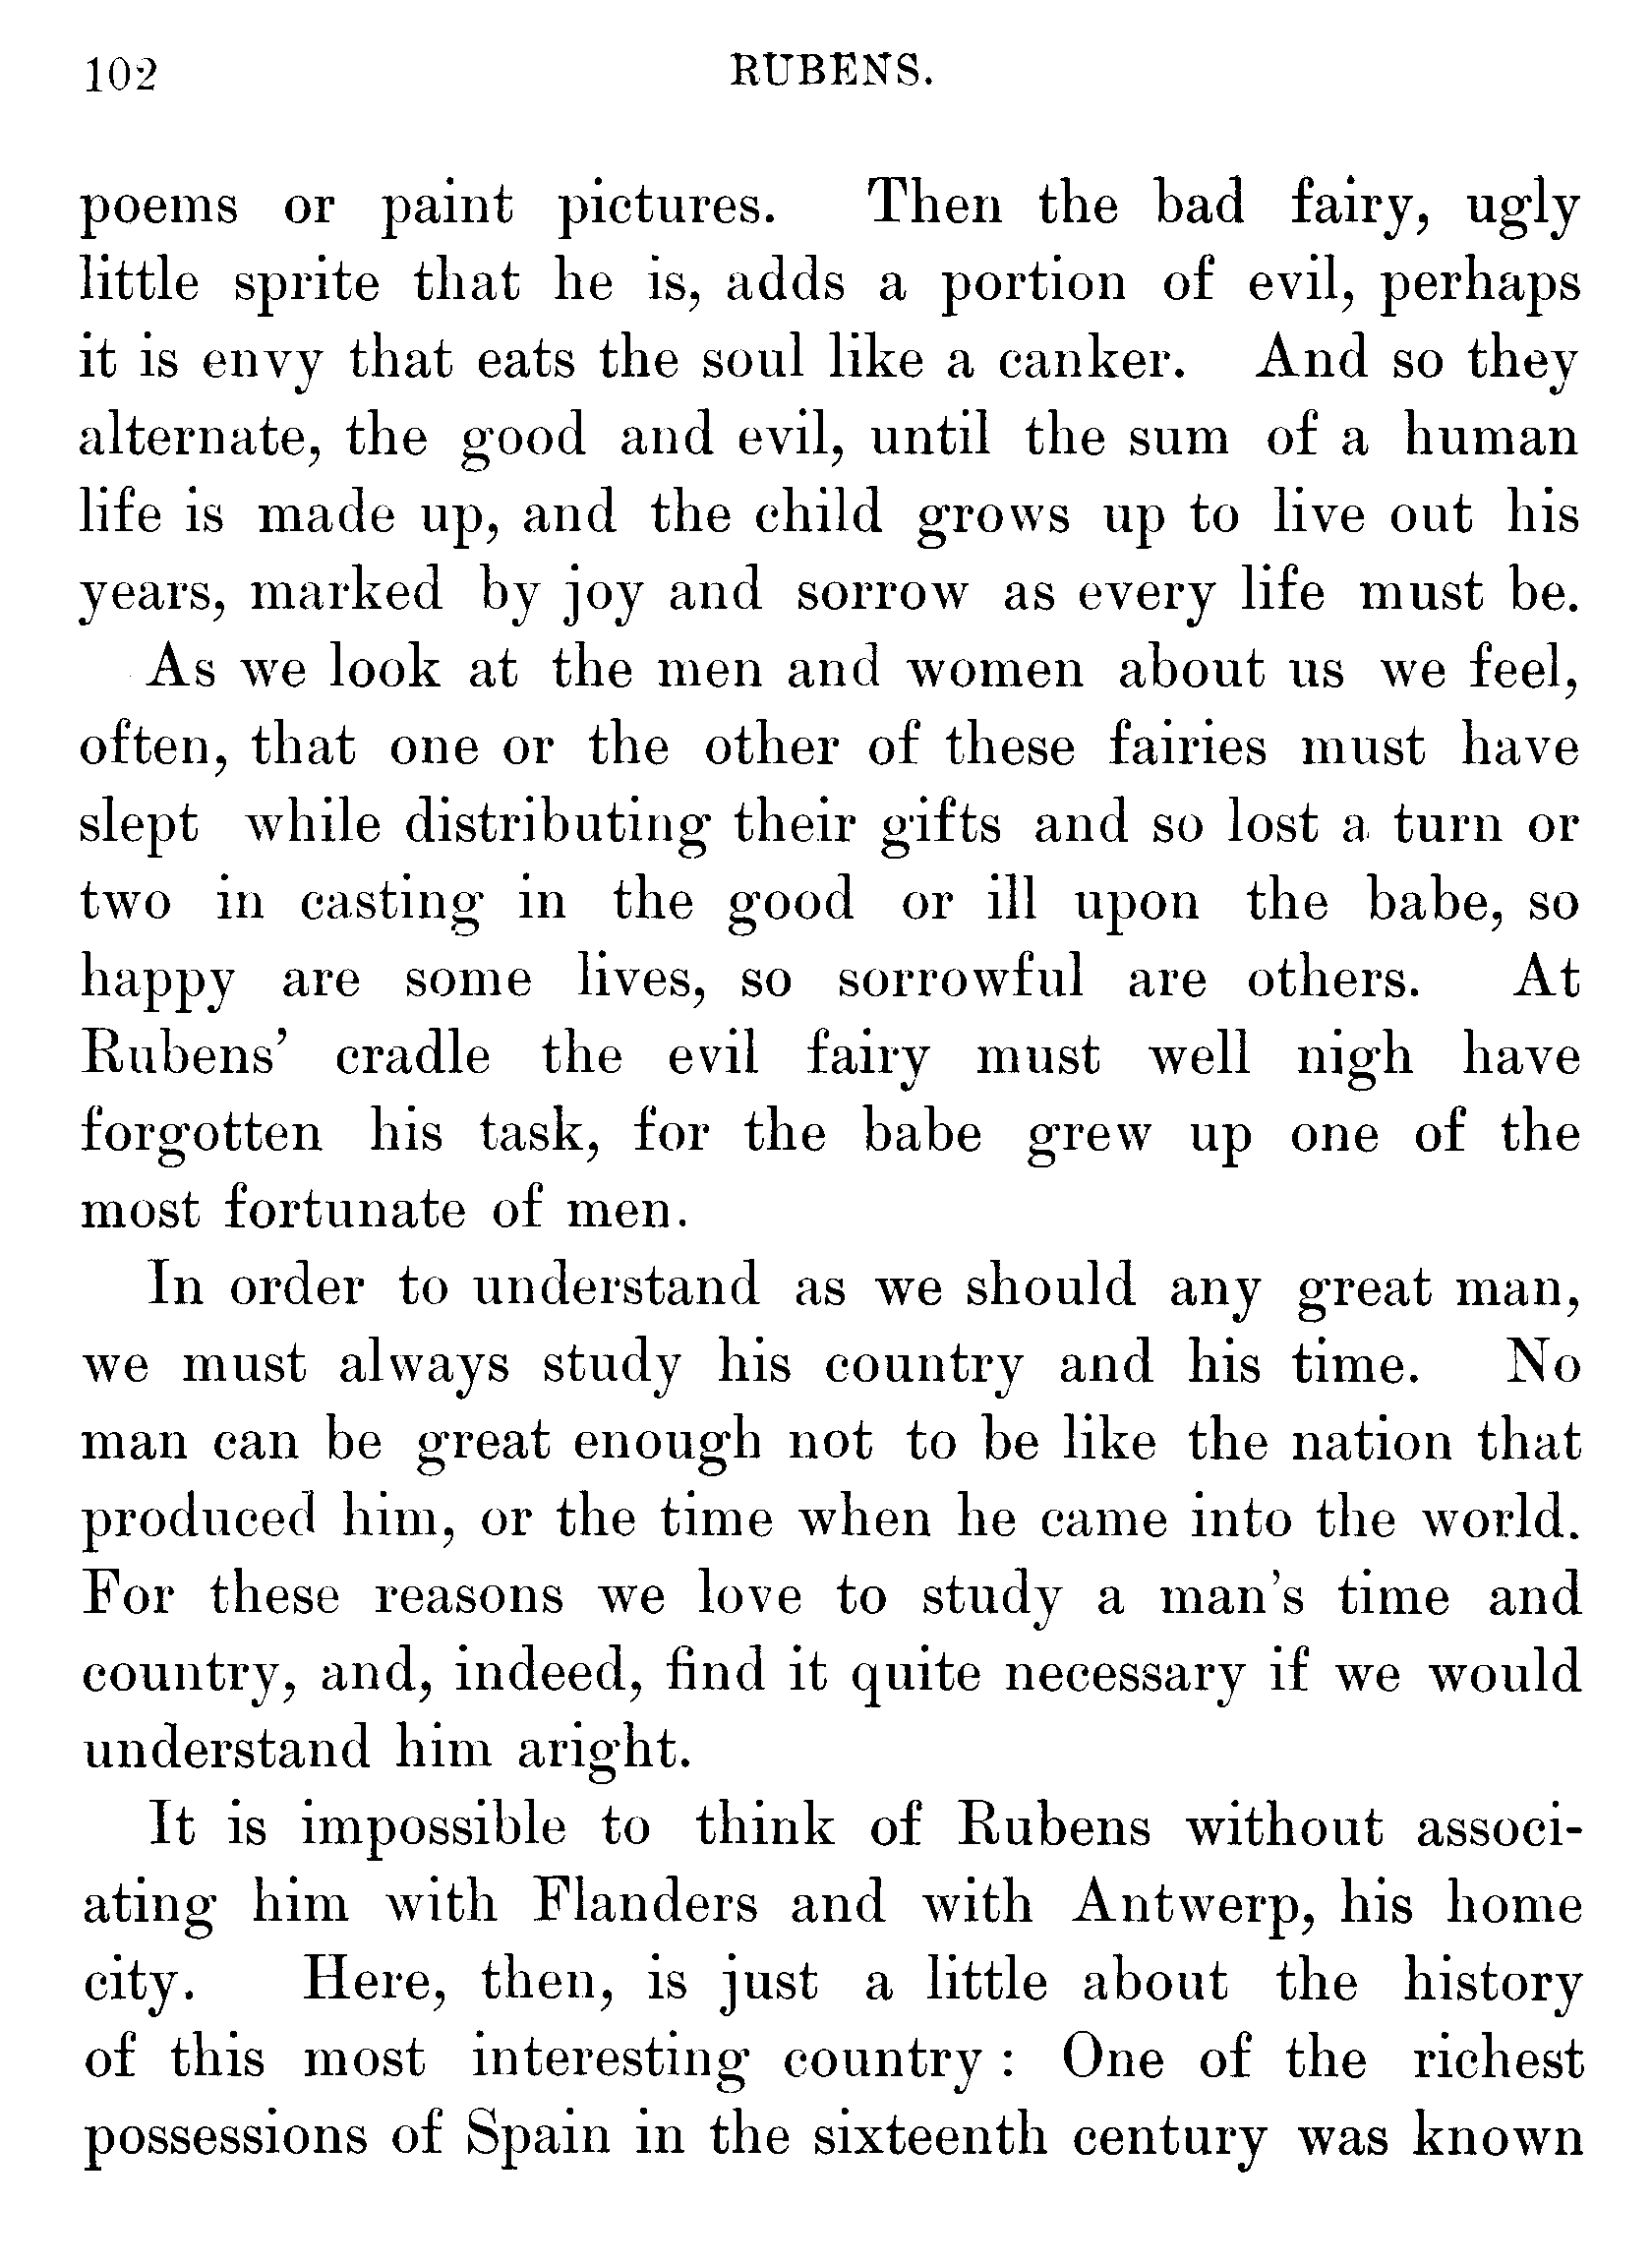 102 RUBENS.
poems or paint pictures. Then the bad fairy, ugly
little sprite that he is, adds a portion of evil, perhaps
it is envy that eats the soul like a canker. And so they
alternate, the good and evil, until the sum of a human
life is made up, and the child grows up to live out his
years, marked by joy and sorrow as every life must be.
As we look at the men and women about us we feel,
often, that one or the other of these fairies must have
slept while distributing their gifts and so lost a turn or
two in casting in the good or ill upon the babe, so
happy are some lives, so sorrowful are others. At
Rubens' cradle the evil fairy must well nigh have
forgotten his task, for the babe grew up one of the
most fortunate of men.
In order to understand as we should any great man,
we must always study his country and his time. No
man can be great enough not to be like the nation that
produced him, or the time when he came into the world.
For these reasons we love to study a man's time and
country, and, indeed, find it quite necessary if we would
understand him aright.
It is impossible to think of Rubens without associ-
ating him with Flanders and with Antwerp, his home
city. Here, then, is just a little about the history
of this most interesting country : One of the richest
possessions of Spain in the sixteenth century was known